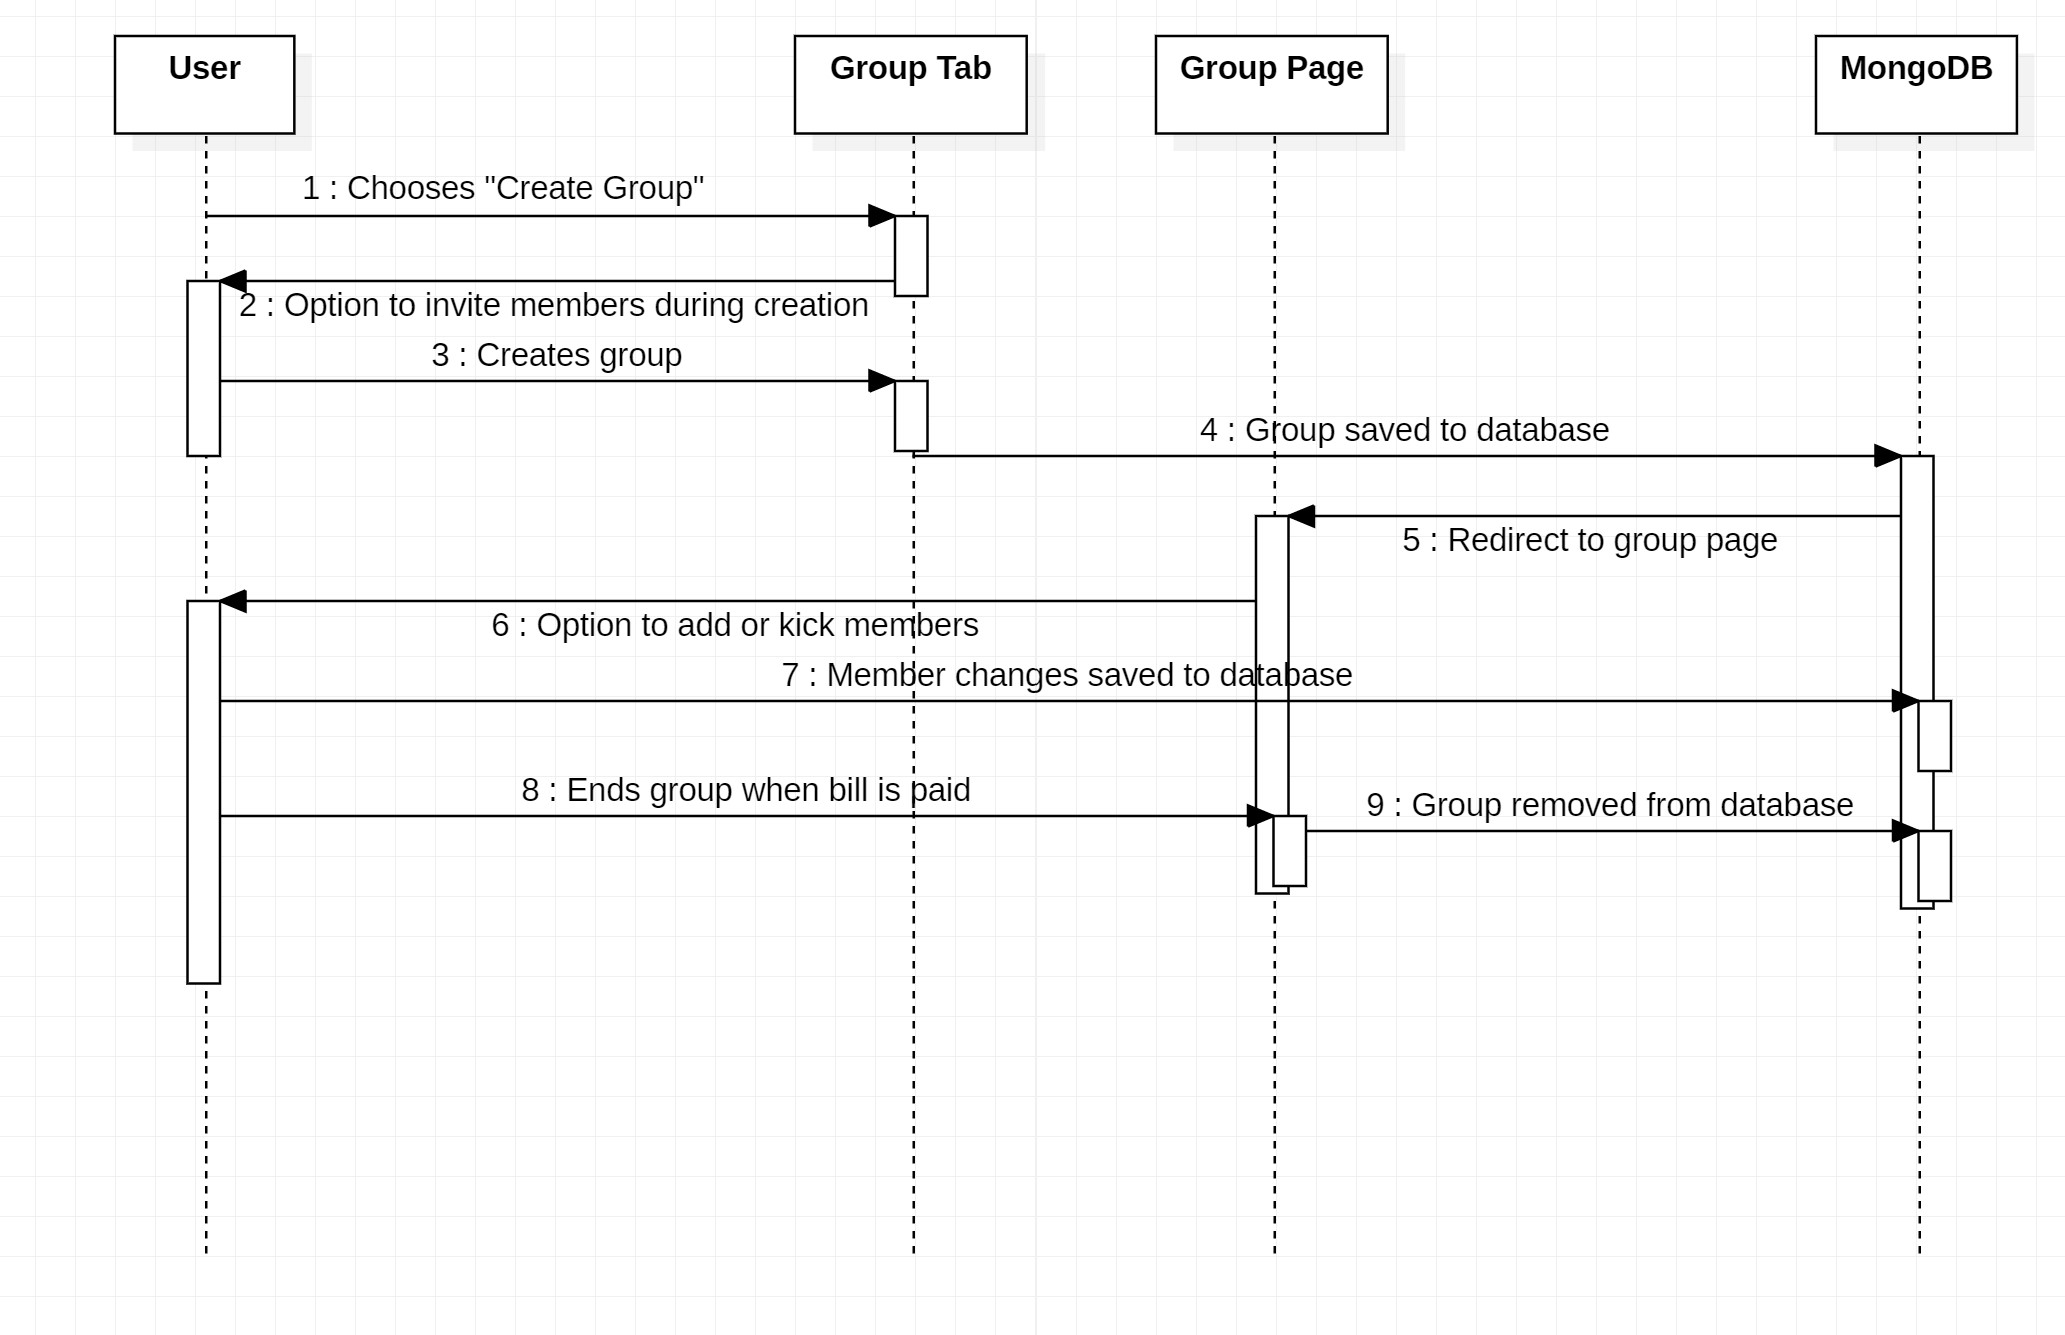 User
Group Tab
Group Page
MongoDB
1 : Chooses "Create Group"
2 : Option to invite members during creation
3 : Creates group
4 : Group saved to database
5 : Redirect to group page
6 : Option to add or kick members
7 : Member changes saved to database
8 : Ends group when bill is paid
9 : Group removed from database